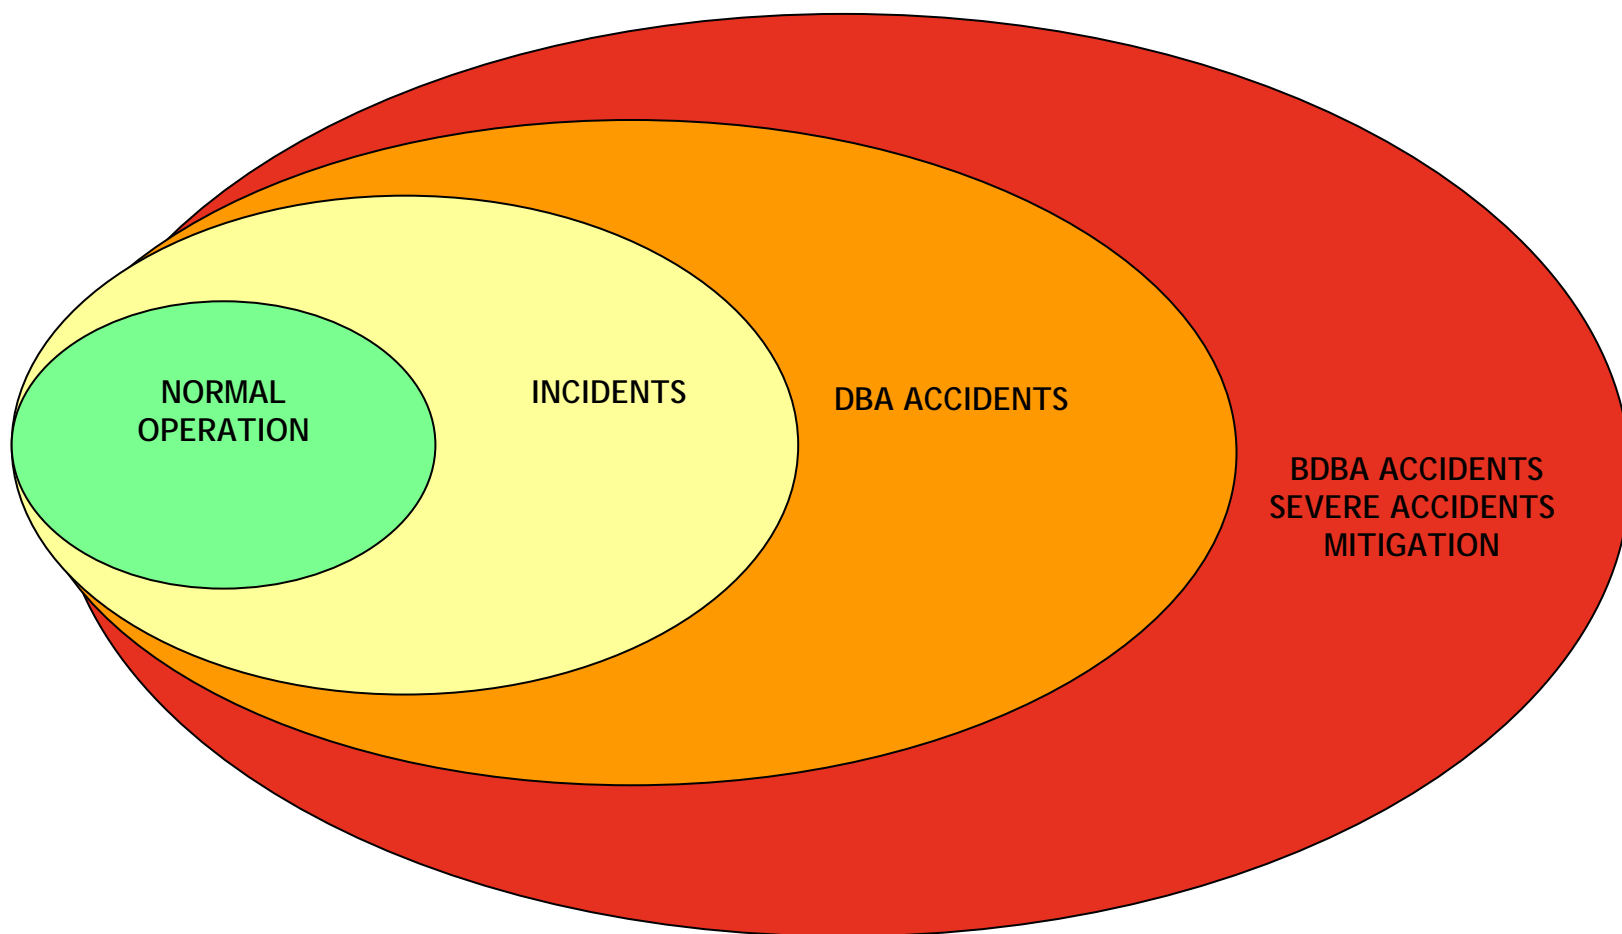 NORMAL
OPERATION
INCIDENTS
DBA ACCIDENTS
BDBA ACCIDENTS
SEVERE ACCIDENTS
MITIGATION